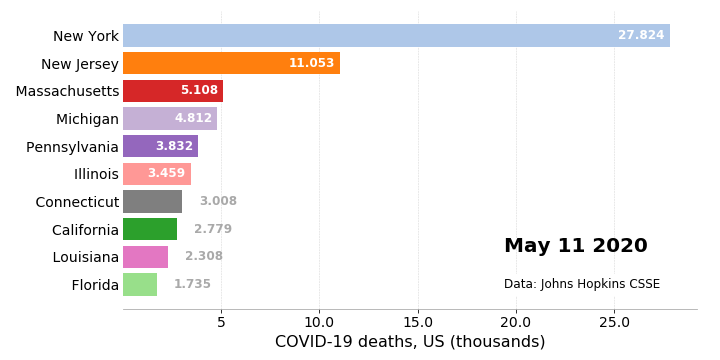 New York 27.824
New Jersey 11.053
Massachusetts 5.108
Michigan 4.812
Pennsylvania 3.832
Illinois 3.459
Connecticut 3.008
California 2.779
Louisiana 2.308
Florida 1.735
May 11 2020
Data: Johns Hopkins CSSE
5 10.0 15.0 20.0 25.0
COVID-19 deaths, US (thousands)